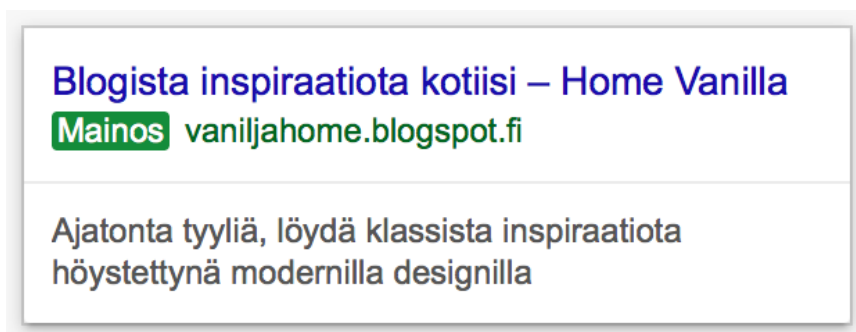 Blogista inspiraatiota kotiisi – Home Vanilla
Mainos vaniljahome.blogspot.fi
Ajatonta tyyliä, löydä klassista inspiraatiota
höystettynä modernilla designilla